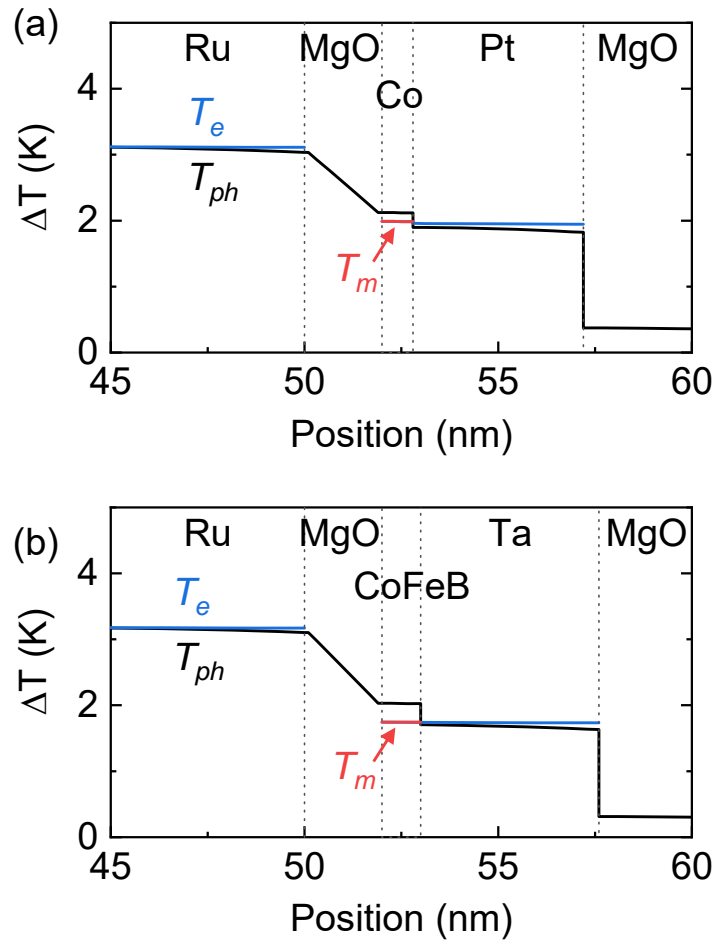 (a)
Ru MgO Pt MgO
Co
T_e
T_ph
T_m
ΔT (K)
4
2
0
45 50 55 60
Position (nm)
(b)
Ru MgO Ta MgO
CoFeB
T_e
T_ph
T_m
ΔT (K)
4
2
0
45 50 55 60
Position (nm)